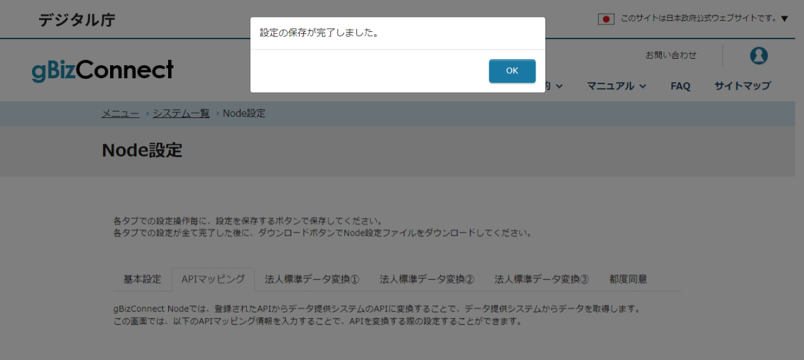 デジタル庁
このサイトは日本政府公式ウェブサイトです。▼
設定の保存が完了しました。
OK
gBizConnect
お問い合わせ
約
マニュアル
FAQ
サイトマップ
メニュー › システム一覧 › Node設定
Node設定
各タブでの設定操作毎に、設定を保存するボタンで保存してください。
各タブでの設定が全て完了した後に、ダウンロードボタンでNode設定ファイルをダウンロードしてください。
基本設定
APIマッピング
法人標準データ変換①
法人標準データ変換②
法人標準データ変換③
都度同意
gBizConnect Nodeでは、登録されたAPIからデータ提供システムのAPIに変換することで、データ提供システムからデータを取得します。
この画面では、以下のAPIマッピング情報を入力することで、APIを変換する際の設定することができます。